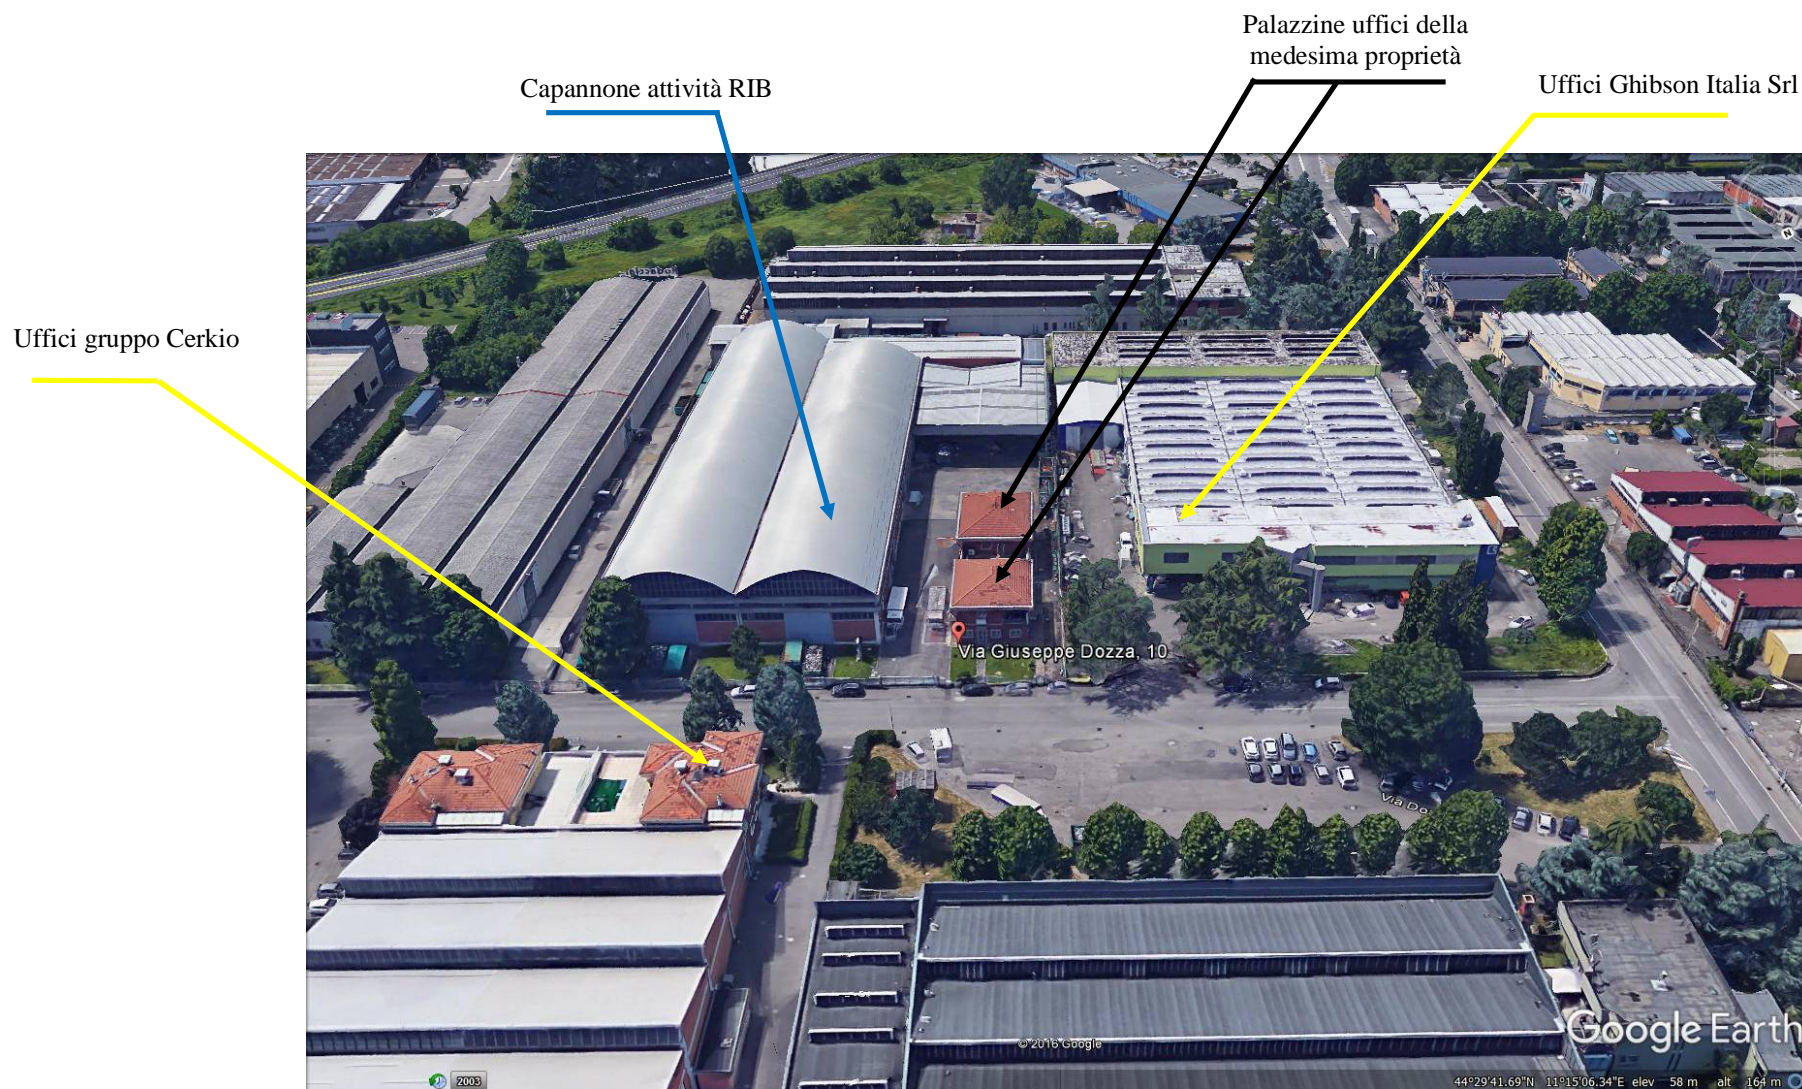 Palazzine uffici della
medesima proprietà
Capannone attività RIB
Uffici Ghibson Italia Srl
Uffici gruppo Cerkio
Via Giuseppe Dozza, 10
Via Do
© 2016 Google
Google Earth
2003
44°29'41.69"N 11°15'06.34"E elev 58 m alt 164 m